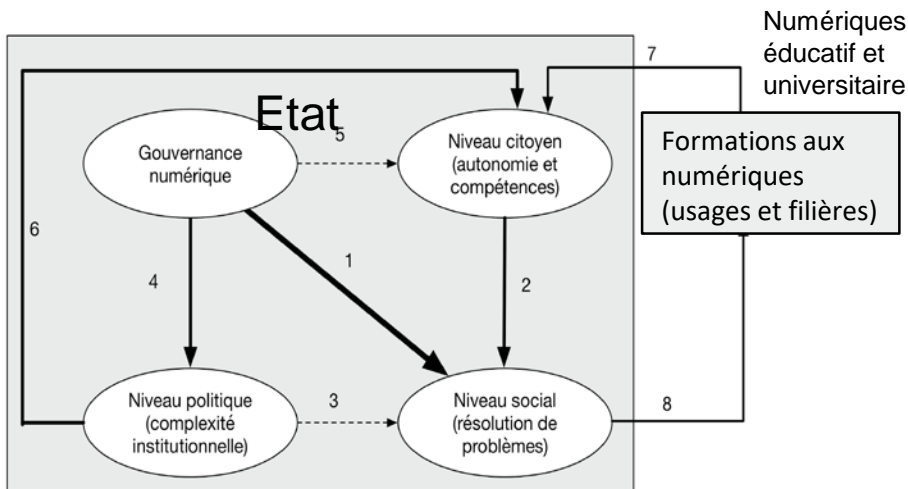 Numériques
éducatif et
universitaire
7
Etat
5
Gouvernance
numérique
Niveau citoyen
(autonomie et
compétences)
Formations aux
numériques
(usages et filières)
6
4
1
2
Niveau politique
(complexité
institutionnelle)
3
Niveau social
(résolution de
problèmes)
8